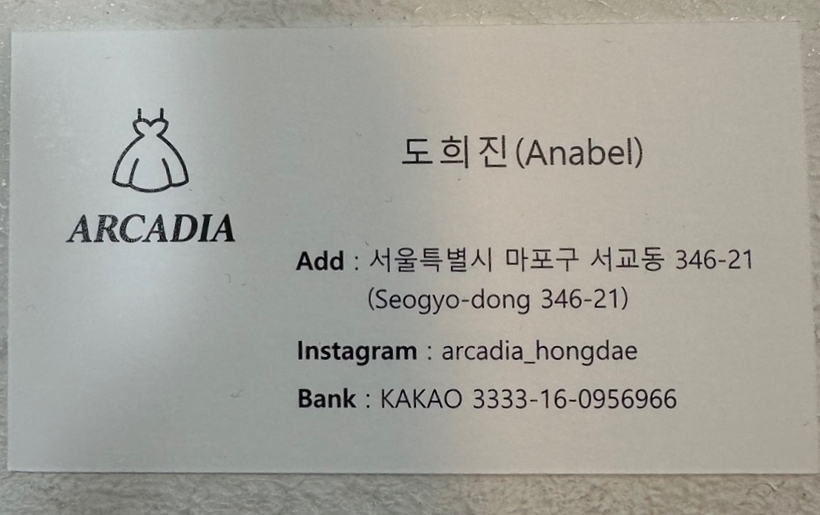 ARCADIA
도희진(Anabel)
Add : 서울특별시 마포구 서교동 346-21
(Seogyo-dong 346-21)
Instagram : arcadia_hongdae
Bank : KAKAO 3333-16-0956966